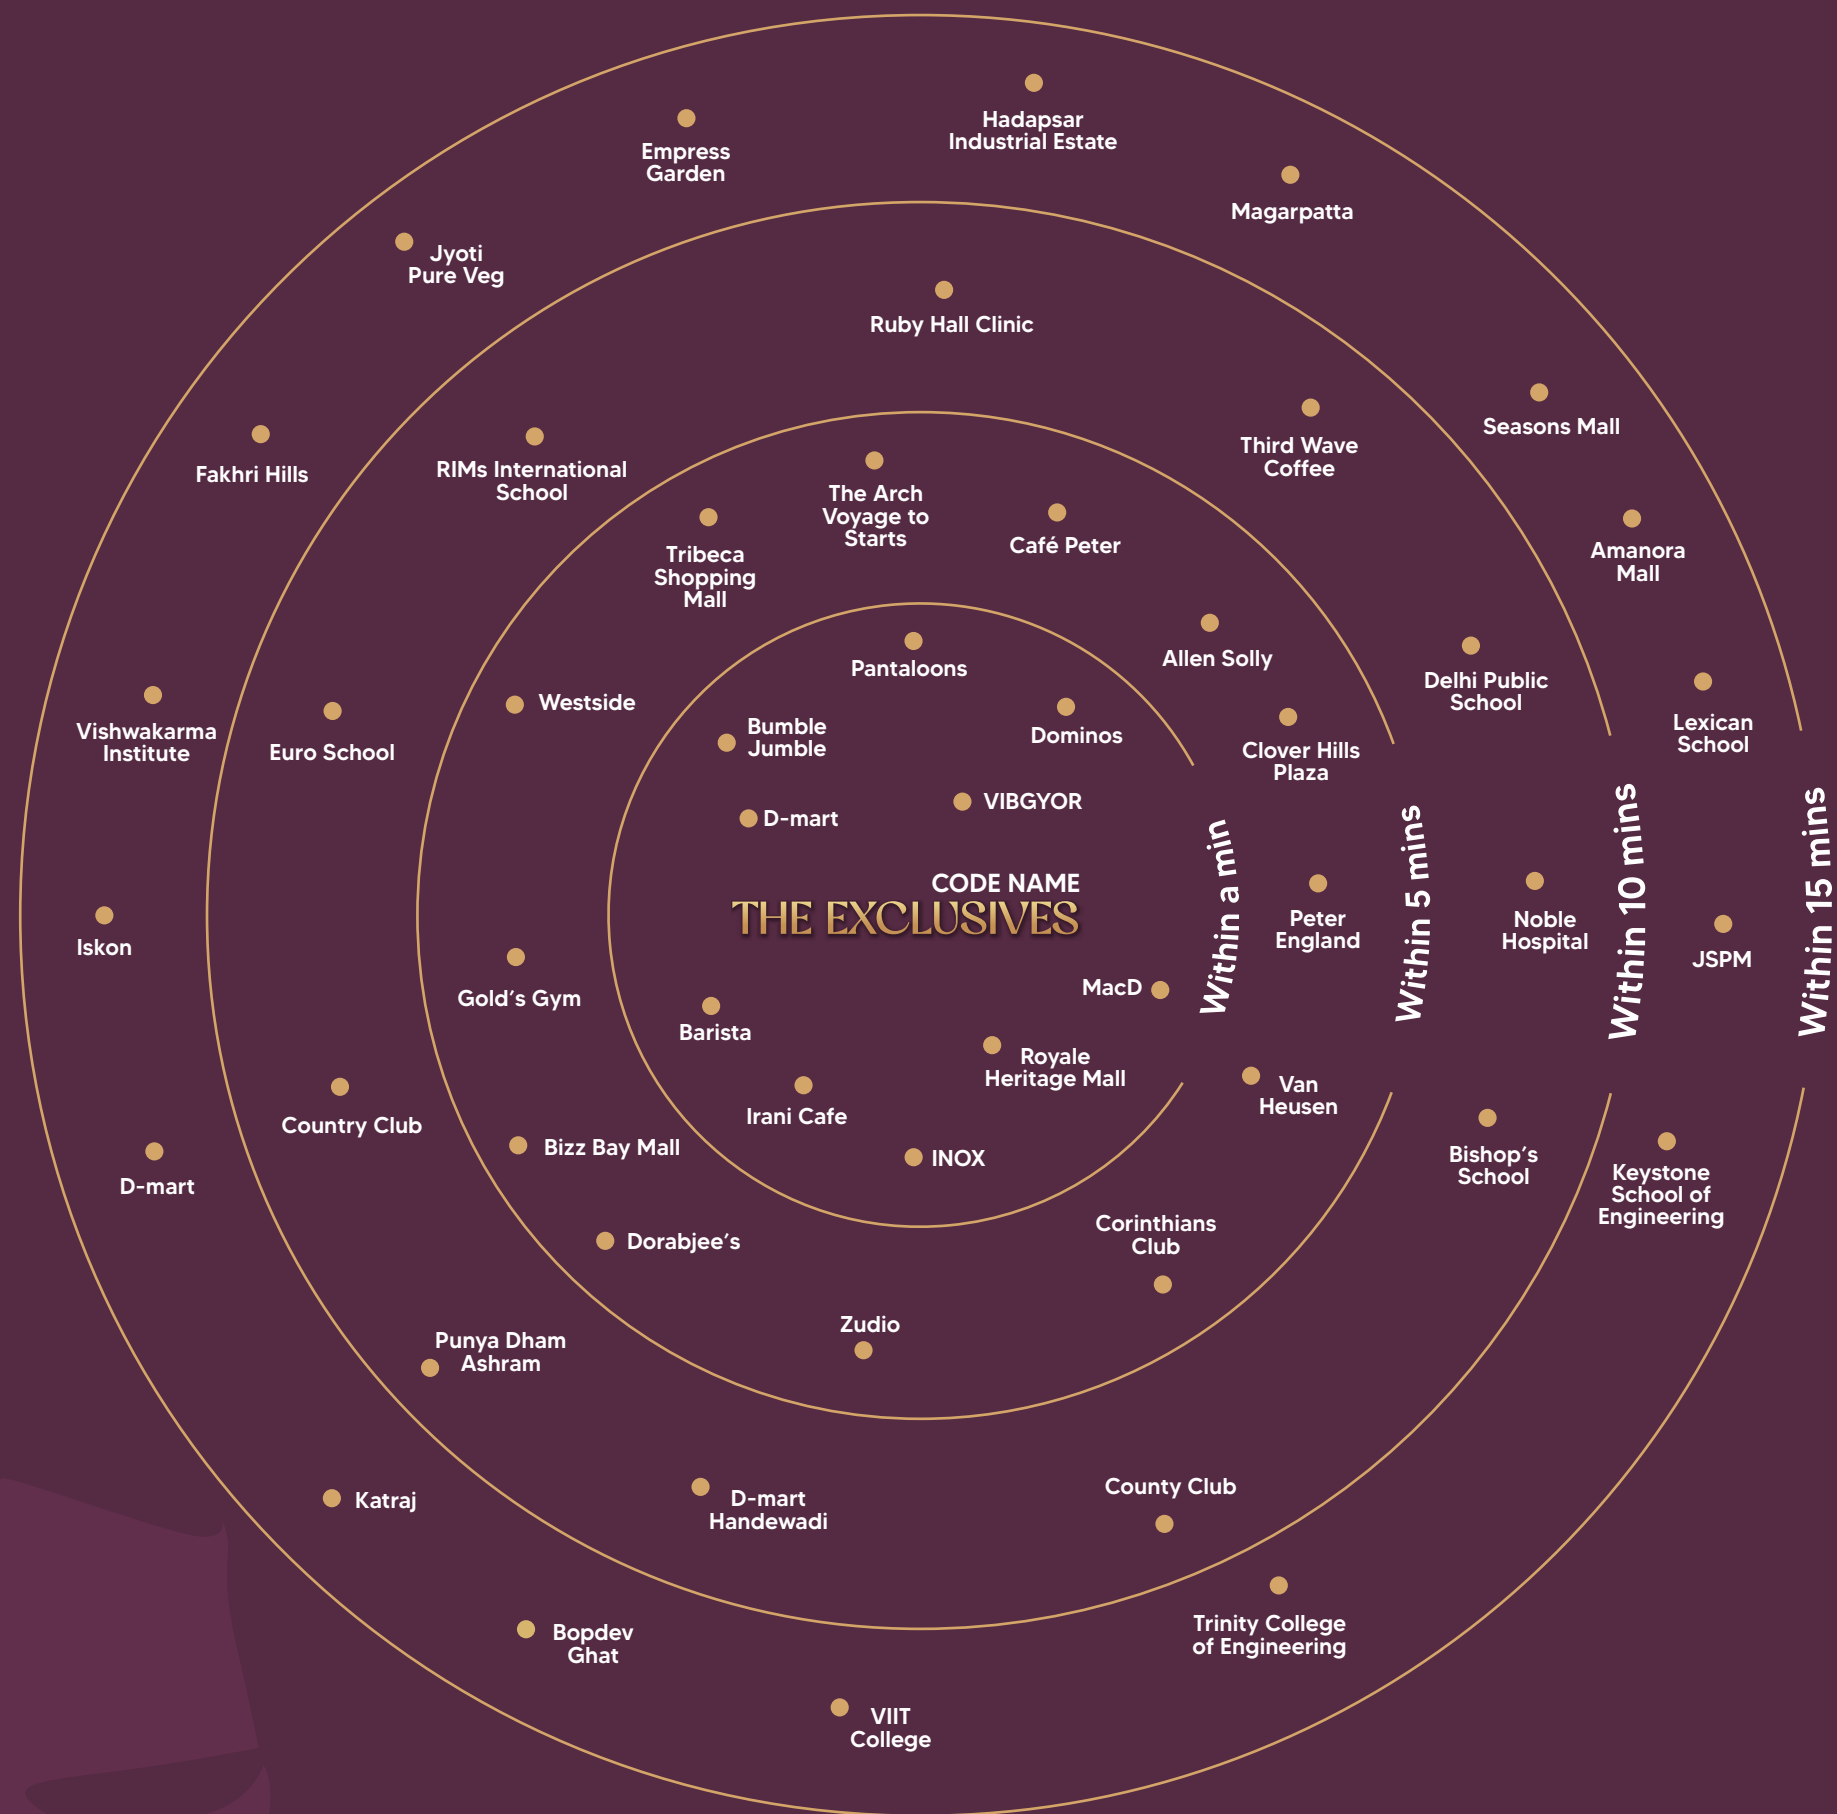 Hadapsar
Industrial Estate
Empress
Garden
Magarpatta
Jyoti
Pure Veg
Ruby Hall Clinic
Seasons Mall
Third Wave
Coffee
Fakhri Hills
RIMs International
School
The Arch
Voyage to
Starts
Café Peter
Tribeca
Shopping
Mall
Amanora
Mall
Pantaloons
Allen Solly
Delhi Public
School
Westside
Bumble
Jumble
Dominos
Clover Hills
Plaza
Lexican
School
Vishwakarma
Institute
Euro School
D-mart
VIBGYOR
CODE NAME
THE EXCLUSIVES
Within a min
Within 5 mins
Within 10 mins
Within 15 mins
Peter
England
Noble
Hospital
JSPM
Iskon
Gold's Gym
MacD
Barista
Royale
Heritage Mall
Van
Heusen
Irani Cafe
Country Club
Bizz Bay Mall
INOX
Bishop's
School
Keystone
School of
Engineering
D-mart
Dorabjee's
Corinthians
Club
Zudio
Punya Dham
Ashram
Katraj
D-mart
Handewadi
County Club
Bopdev
Ghat
Trinity College
of Engineering
VIIT
College